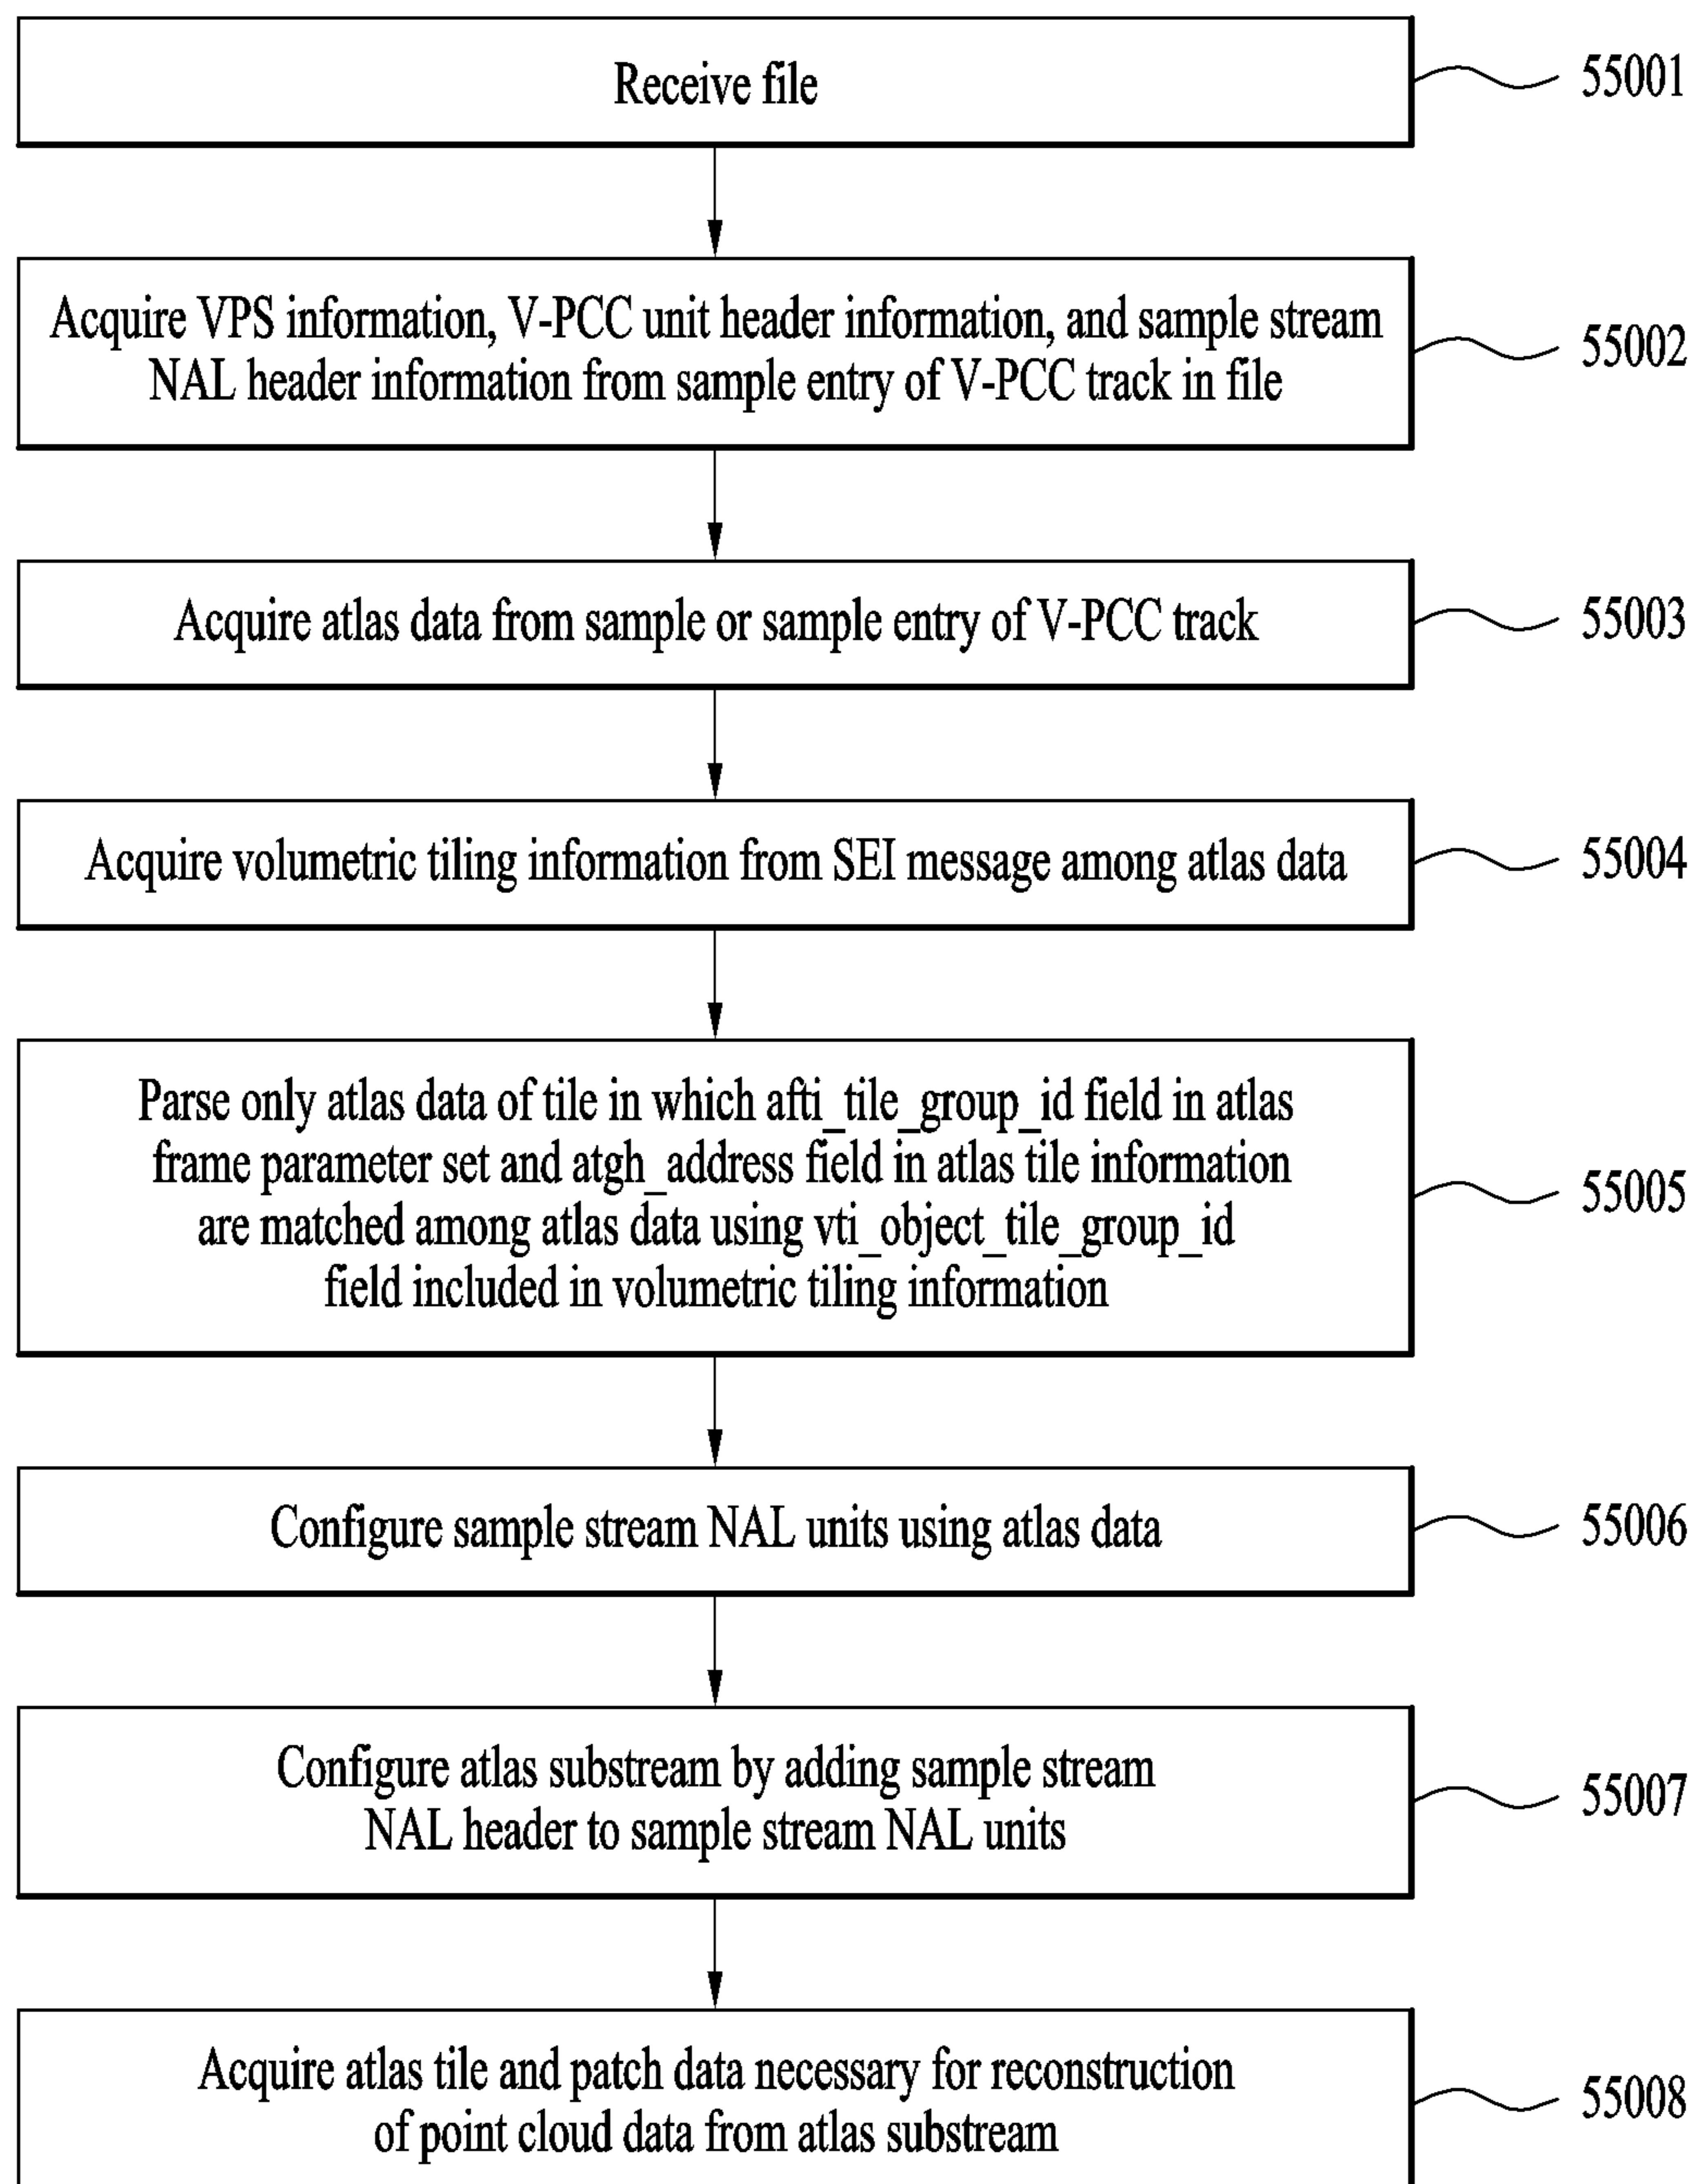 Receive file
55001
Acquire VPS information, V-PCC unit header information, and sample stream
NAL header information from sample entry of V-PCC track in file
55002
Acquire atlas data from sample or sample entry of V-PCC track
55003
Acquire volumetric tiling information from SEI message among atlas data
55004
Parse only atlas data of tile in which afti_tile_group_id field in atlas
frame parameter set and atgh_address field in atlas tile information
are matched among atlas data using vti_object_tile_group_id
field included in volumetric tiling information
55005
Configure sample stream NAL units using atlas data
55006
Configure atlas substream by adding sample stream
NAL header to sample stream NAL units
55007
Acquire atlas tile and patch data necessary for reconstruction
of point cloud data from atlas substream
55008